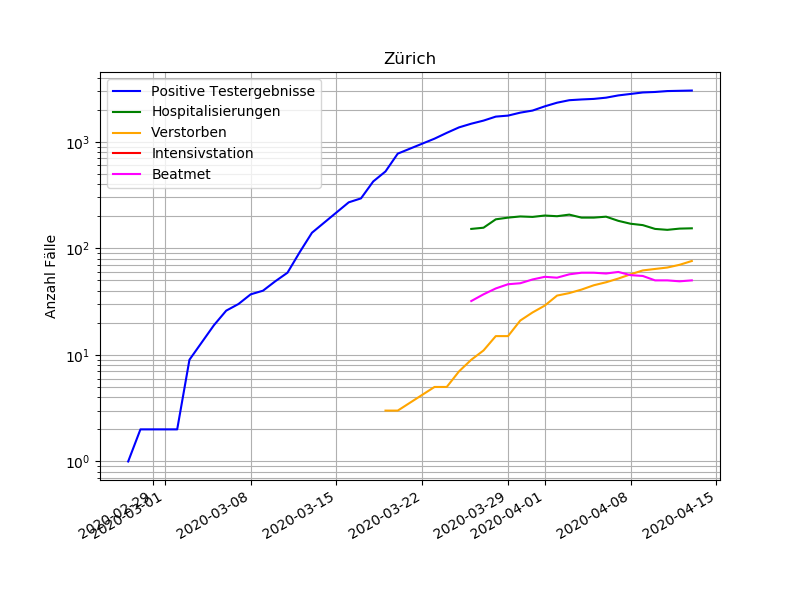 Zürich
Anzahl Fälle
10³
10²
10¹
10⁰
Positive Testergebnisse
Hospitalisierungen
Verstorben
Intensivstation
Beatmet
2020-02-29
2020-03-01
2020-03-08
2020-03-15
2020-03-22
2020-03-29
2020-04-01
2020-04-08
2020-04-15